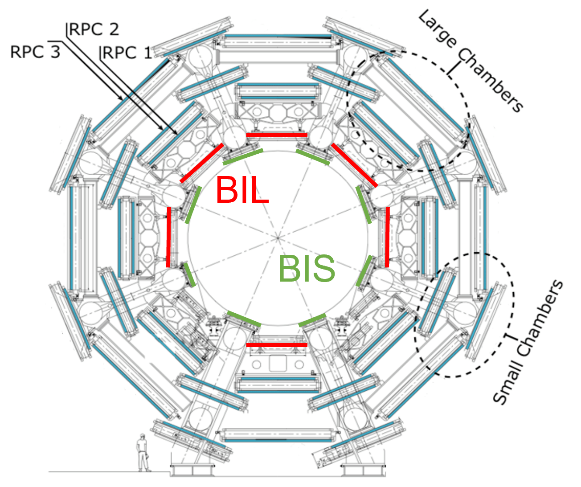 Large Chambers
RPC 2
RPC 3
RPC 1
BIL
BIS
Small Chambers